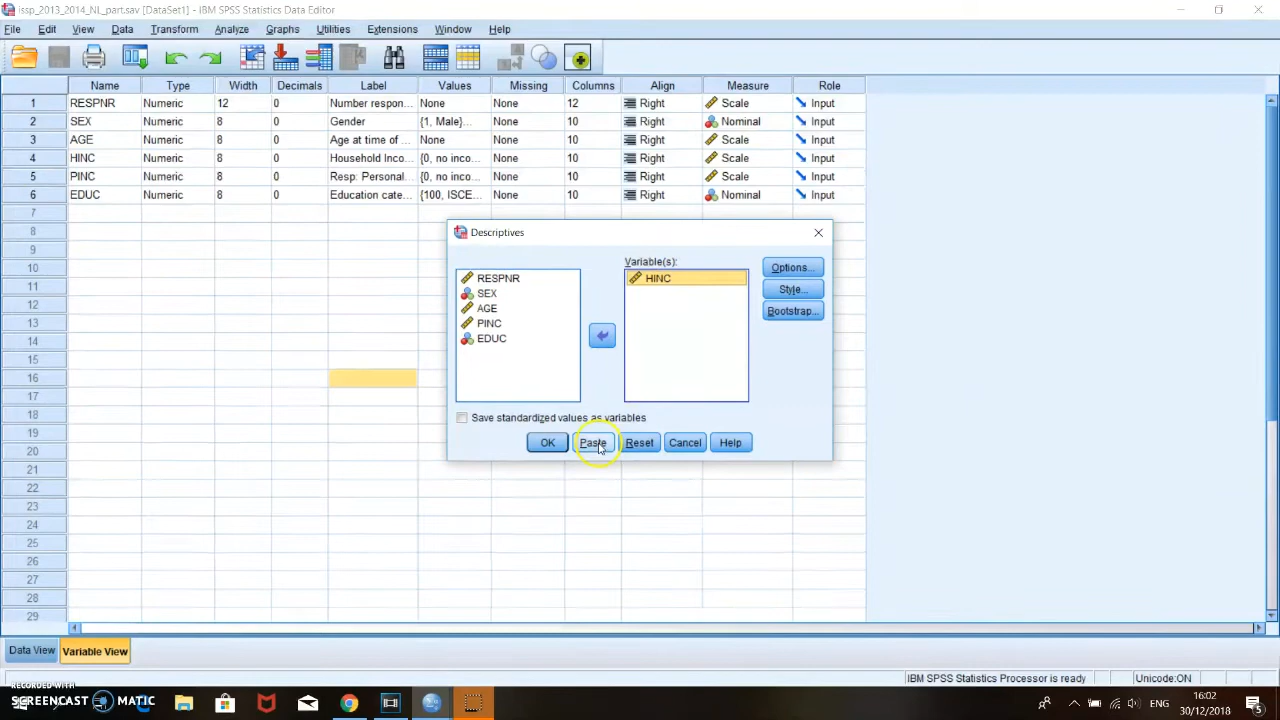 issp_2013_2014_NL_part.sav [DataSet1] - IBM SPSS Statistics Data Editor
File Edit View Data Transform Analyze Graphs Utilities Extensions Window Help
Name Type Width Decimals Label Values Missing Columns Align Measure Role
1 RESPNR Numeric 12 0 Number respon... None None 12 Right Scale Input
2 SEX Numeric 8 0 Gender {1, Male}... None 10 Right Nominal Input
3 AGE Numeric 8 0 Age at time of ... None None 10 Right Scale Input
4 HINC Numeric 8 0 Household Inco... {0, no inco... None 10 Right Scale Input
5 PINC Numeric 8 0 Resp: Personal... {0, no inco... None 10 Right Scale Input
6 EDUC Numeric 8 0 Education cate... {100, ISCE... None 10 Right Nominal Input
7
8
9
10
11
12
13
14
15
16
17
18
19
20
21
22
23
24
25
26
27
28
29
Descriptives
Variable(s):
RESPNR
SEX
AGE
PINC
EDUC
HINC
Options...
Style...
Bootstrap...
Save standardized values as variables
OK Paste Reset Cancel Help
Data View Variable View
IBM SPSS Statistics Processor is ready Unicode:ON
RECORDED WITH
SCREENCAST MATIC
ENG
16:02
30/12/2018
5